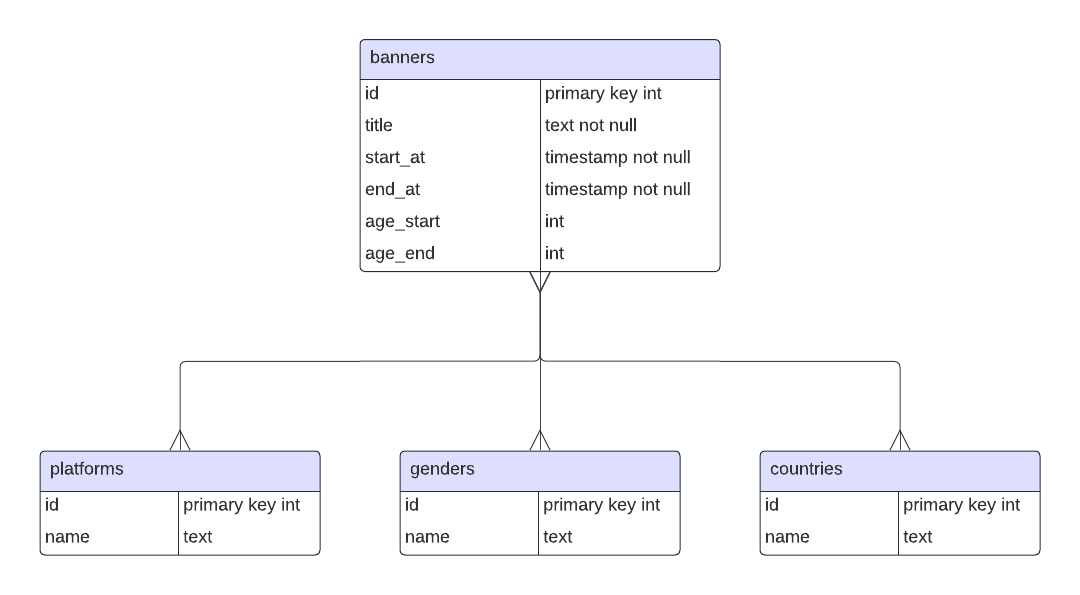 banners
id primary key int
title text not null
start_at timestamp not null
end_at timestamp not null
age_start int
age_end int
platforms
id primary key int
name text
genders
id primary key int
name text
countries
id primary key int
name text